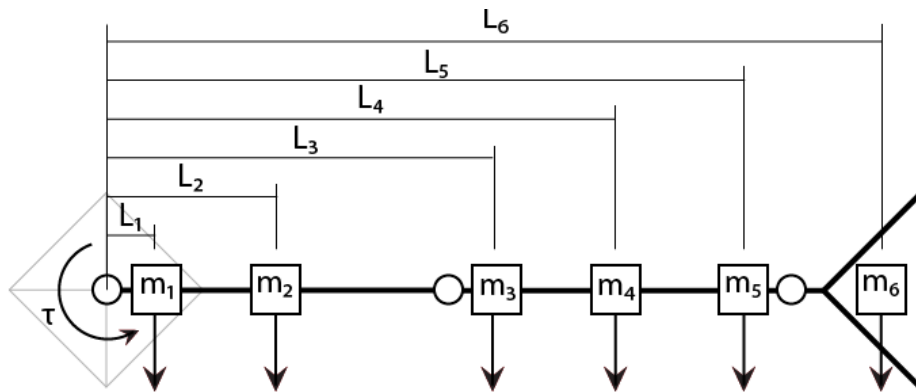 L₆
L₅
L₄
L₃
L₂
L₁
τ
m₁ m₂ m₃ m₄ m₅ m₆